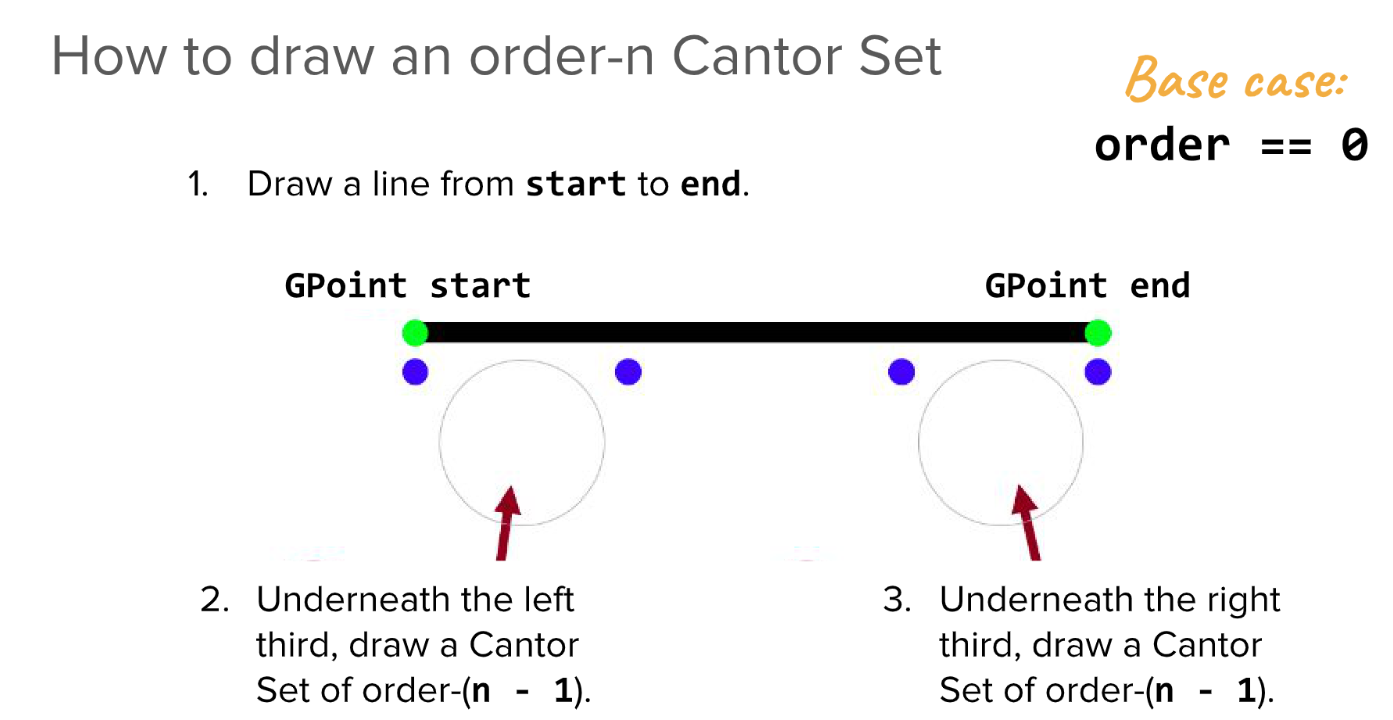 How to draw an order-n Cantor Set
Base case:
order == 0
1. Draw a line from start to end.
GPoint start
GPoint end
2. Underneath the left
third, draw a Cantor
Set of order-(n - 1).
3. Underneath the right
third, draw a Cantor
Set of order-(n - 1).